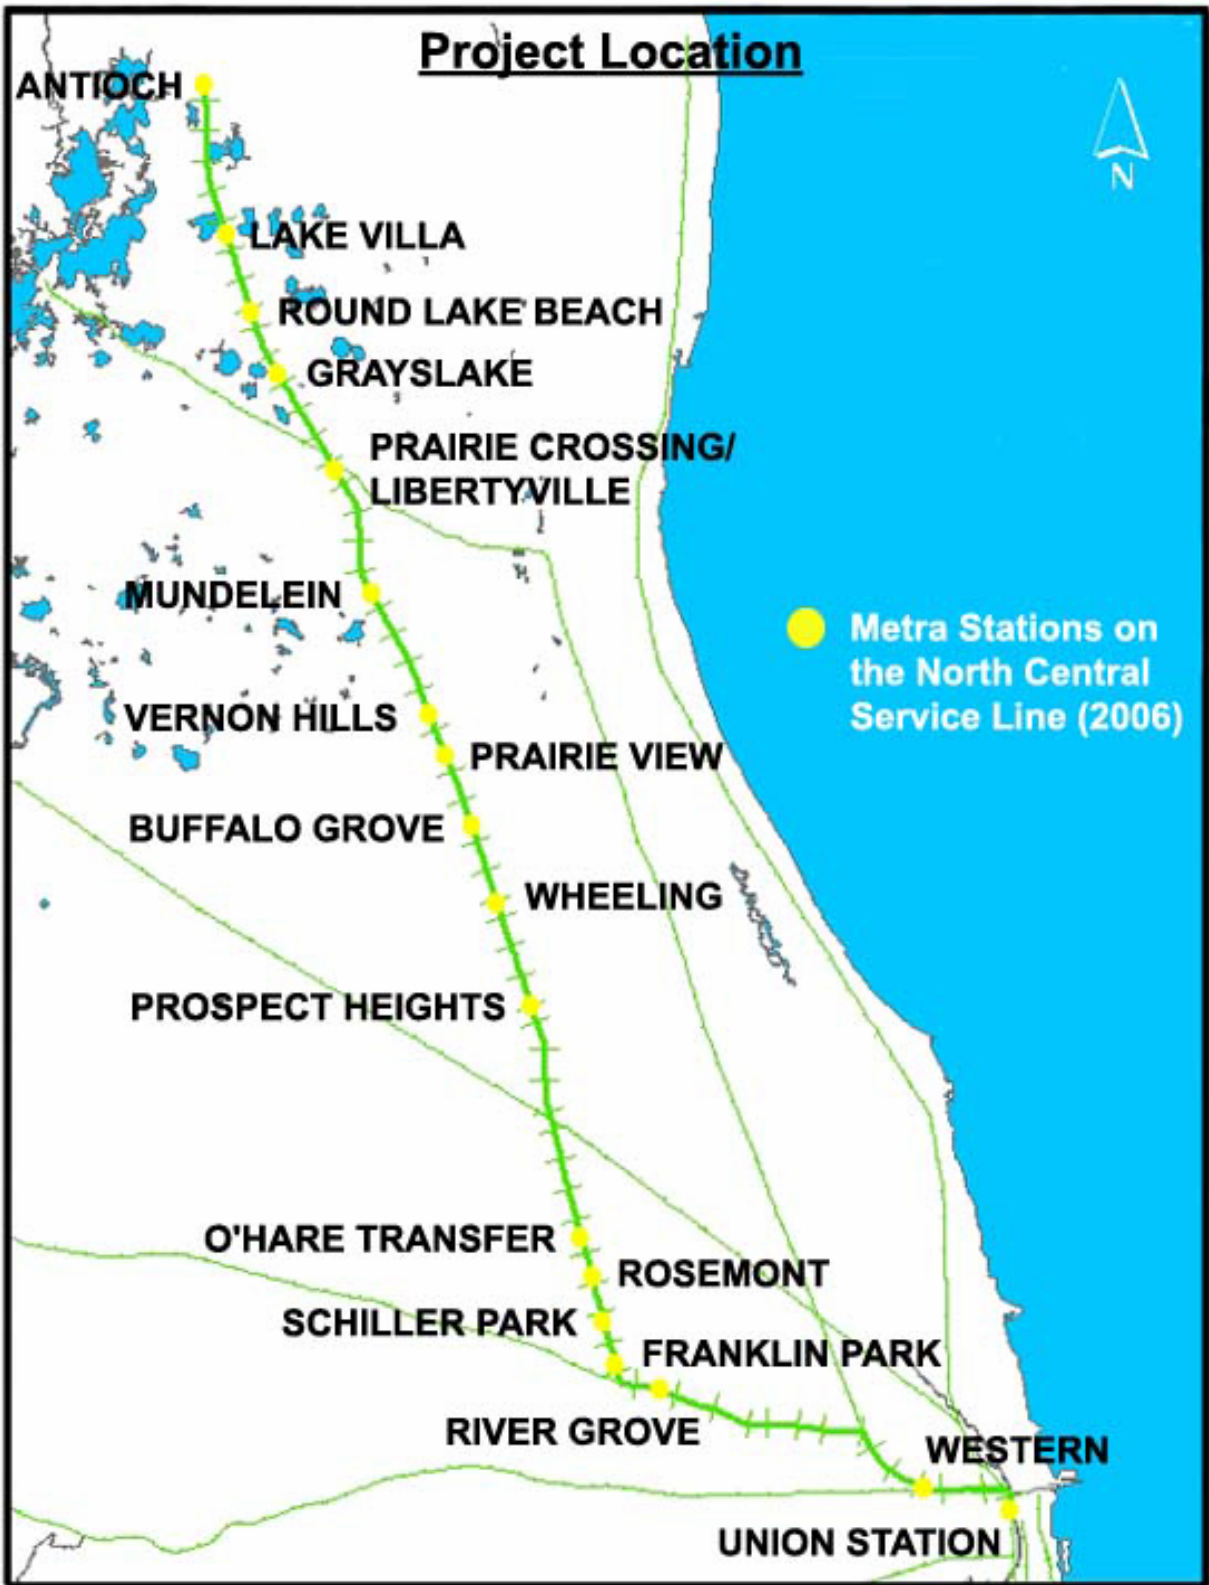 Project Location
ANTIOCH
N
LAKE VILLA
ROUND LAKE BEACH
GRAYSLAKE
PRAIRIE CROSSING/
LIBERTYVILLE
MUNDELEIN
Metra Stations on
the North Central
Service Line (2006)
VERNON HILLS
PRAIRIE VIEW
BUFFALO GROVE
WHEELING
PROSPECT HEIGHTS
O'HARE TRANSFER
ROSEMONT
SCHILLER PARK
FRANKLIN PARK
RIVER GROVE
WESTERN
UNION STATION